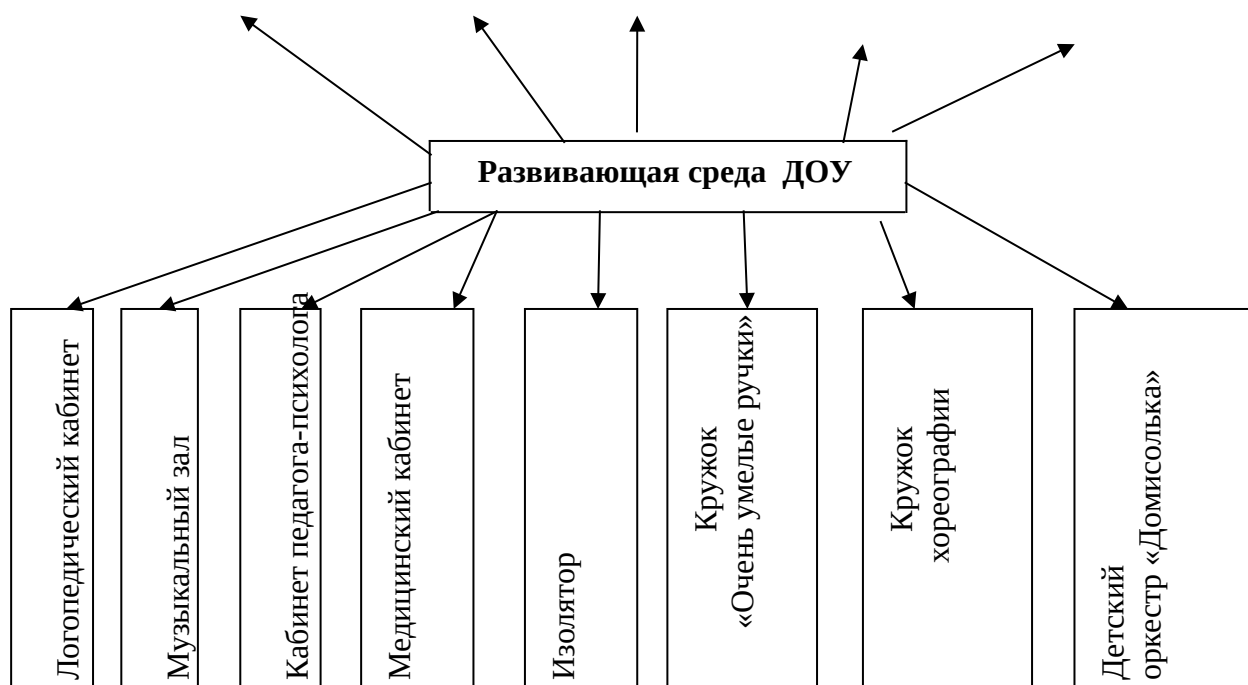 Развивающая среда ДОУ
Логопедический кабинет
Музыкальный зал
Кабинет педагога-психолога
Медицинский кабинет
Изолятор
Кружок
«Очень умелые ручки»
Кружок
хореографии
Детский
оркестр «Домисолька»